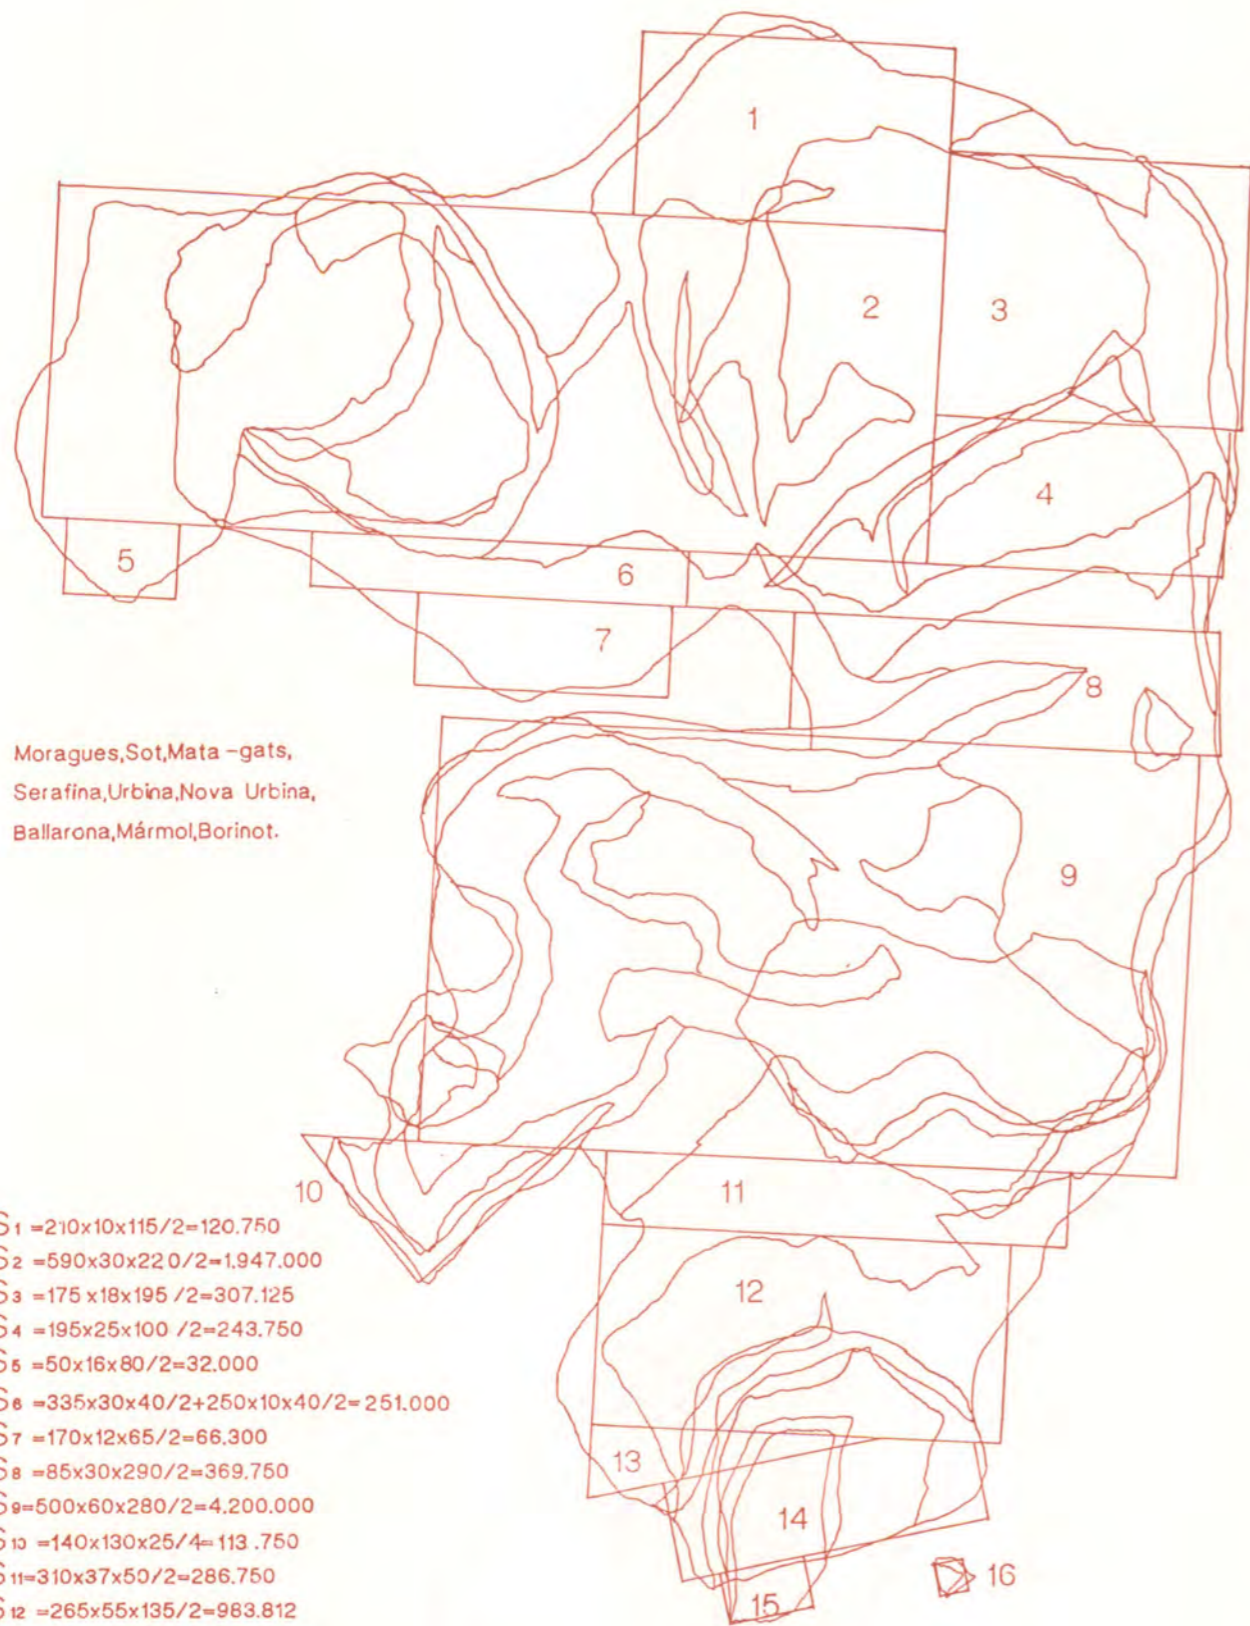 1
2
3
4
5
6
7
8
Moragues,Sot,Mata-gats,
Serafina,Urbina,Nova Urbina,
Ballarona,Mármol,Borinot.
9
10
11
S1 =210x10x115/2=120.750
S2 =590x30x220/2=1.947.000
S3 =175x18x195/2=307.125
12
S4 =195x25x100/2=243.750
S5 =50x16x80/2=32.000
S6 =335x30x40/2+250x10x40/2=251.000
S7 =170x12x65/2=66.300
13
S8 =85x30x290/2=369.750
S9=500x60x280/2=4.200.000
14
S10 =140x130x25/4=113.750
S11=310x37x50/2=286.750
16
S12 =265x55x135/2=983.812
15